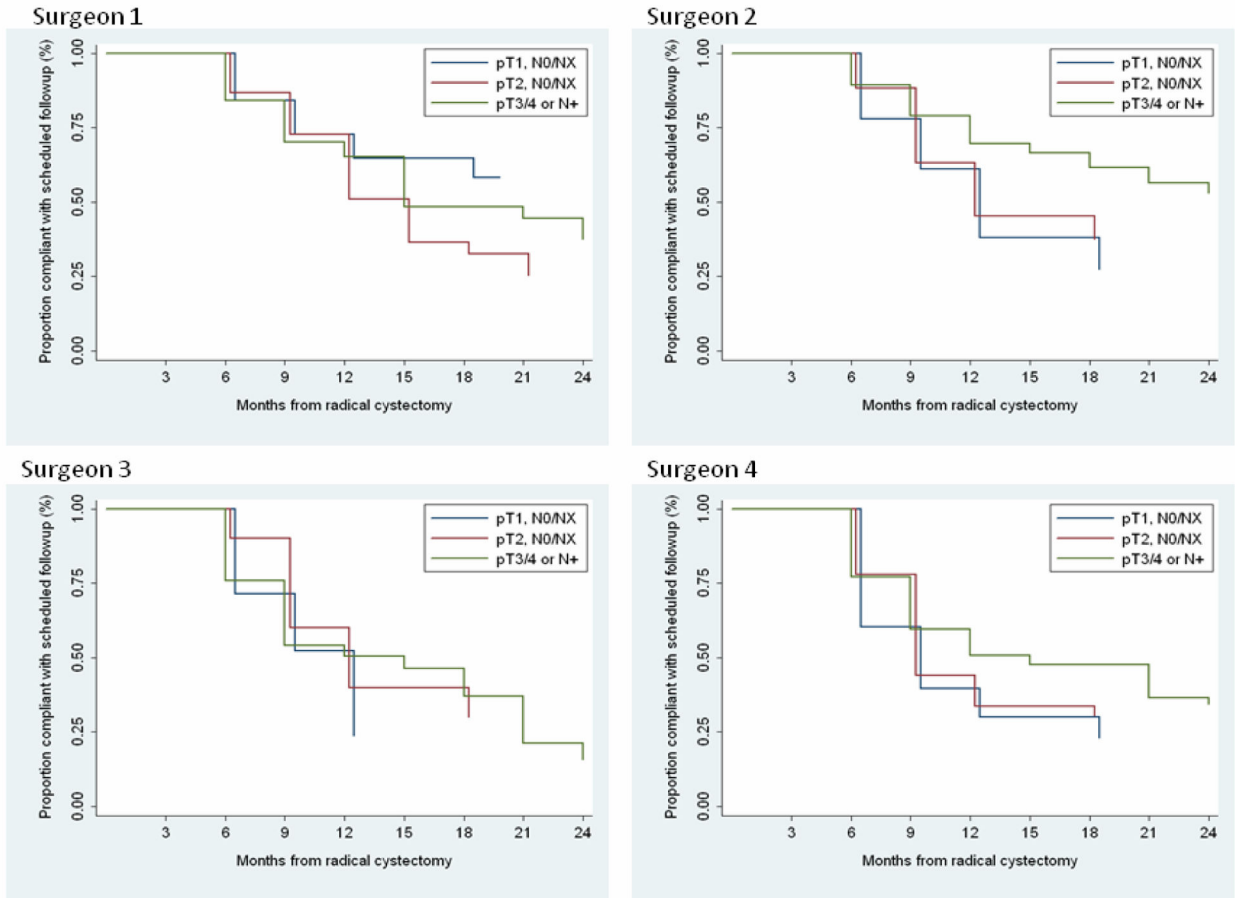 Surgeon 1
Proportion compliant with scheduled followup (%)
1.00
0.75
0.50
0.25
0.00
pT1, N0/NX
pT2, N0/NX
pT3/4 or N+
3 6 9 12 15 18 21 24
Months from radical cystectomy
Surgeon 2
Proportion compliant with scheduled followup (%)
1.00
0.75
0.50
0.25
0.00
pT1, N0/NX
pT2, N0/NX
pT3/4 or N+
3 6 9 12 15 18 21 24
Months from radical cystectomy
Surgeon 3
Proportion compliant with scheduled followup (%)
1.00
0.75
0.50
0.25
0.00
pT1, N0/NX
pT2, N0/NX
pT3/4 or N+
3 6 9 12 15 18 21 24
Months from radical cystectomy
Surgeon 4
Proportion compliant with scheduled followup (%)
1.00
0.75
0.50
0.25
0.00
pT1, N0/NX
pT2, N0/NX
pT3/4 or N+
3 6 9 12 15 18 21 24
Months from radical cystectomy